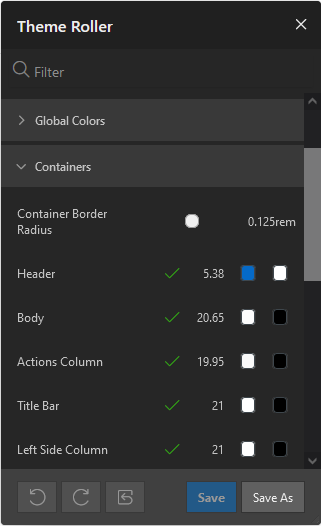 Theme Roller
Filter
Global Colors
Containers
Container Border
Radius
0.125rem
Header 5.38
Body 20.65
Actions Column 19.95
Title Bar 21
Left Side Column 21
Save Save As